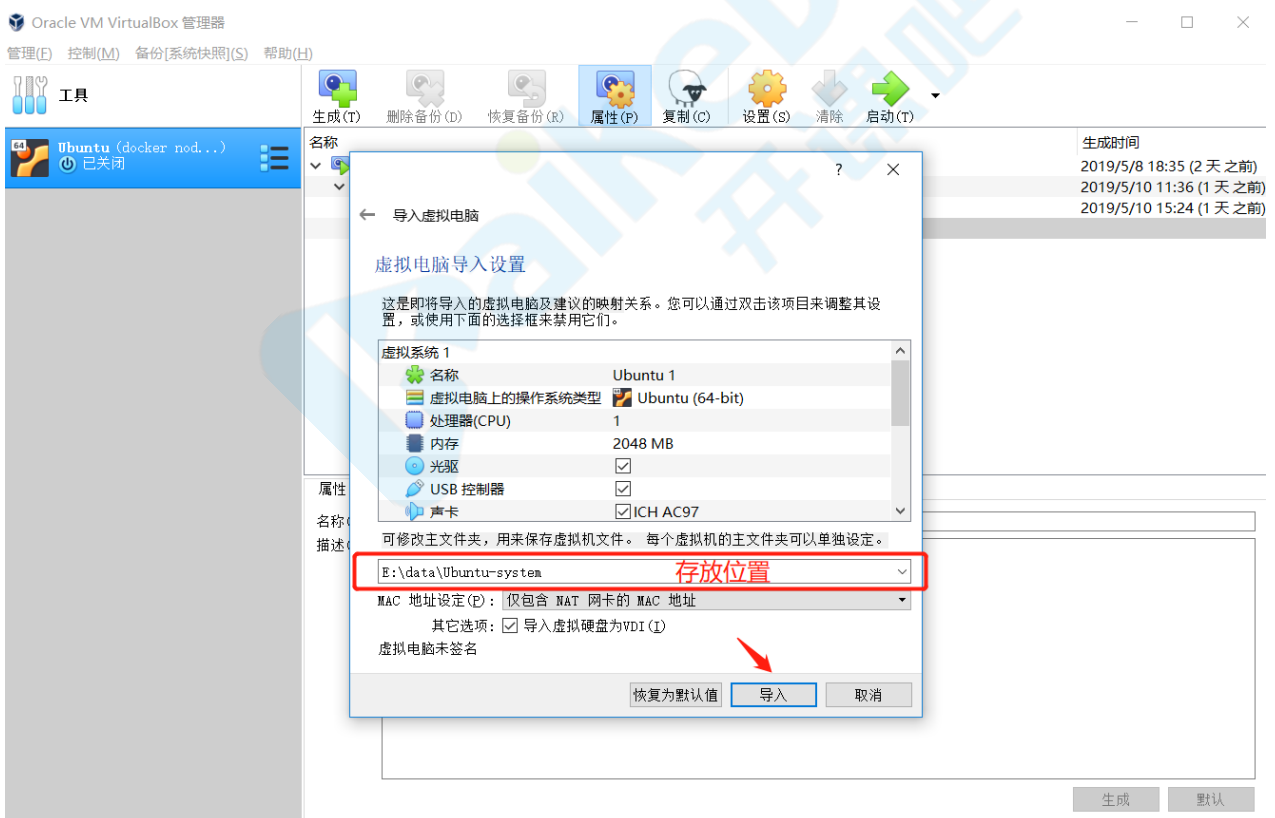 Oracle VM VirtualBox 管理器
管理(F) 控制(M) 备份[系统快照](S) 帮助(H)
工具
生成(T) 删除备份(D) 恢复备份(R) 属性(P) 复制(C) 设置(S) 清除 启动(T)
64 Ubuntu (docker nod...)
已关闭
名称 生成时间
2019/5/8 18:35 (2 天之前)
2019/5/10 11:36 (1 天之前)
2019/5/10 15:24 (1 天之前)
?
导入虚拟电脑
虚拟电脑导入设置
这是即将导入的虚拟电脑及建议的映射关系。您可以通过双击该项目来调整其设
置，或使用下面的选择框来禁用它们。
虚拟系统 1
名称 Ubuntu 1
虚拟电脑上的操作系统类型 Ubuntu (64-bit)
处理器(CPU) 1
内存 2048 MB
光驱
USB 控制器
声卡 ICH AC97
可修改主文件夹，用来保存虚拟机文件。 每个虚拟机的主文件夹可以单独设定。
E:\data\Ubuntu-system 存放位置
MAC 地址设定(P): 仅包含 NAT 网卡的 MAC 地址
其它选项: 导入虚拟硬盘为VDI(I)
虚拟电脑未签名
恢复为默认值 导入 取消
属性
名称(
描述(
生成 默认
开课吧